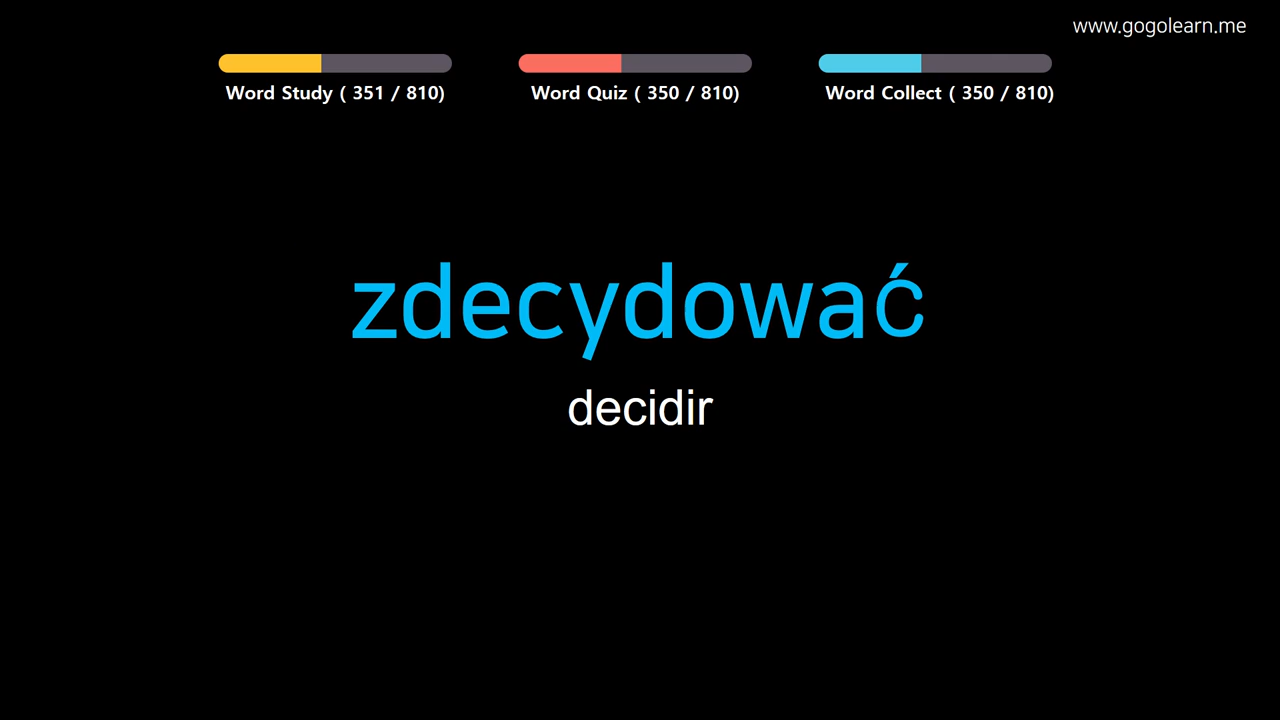 www.gogolearn.me
Word Study ( 351 / 810)
Word Quiz ( 350 / 810)
Word Collect ( 350 / 810)
zdecydować
decidir